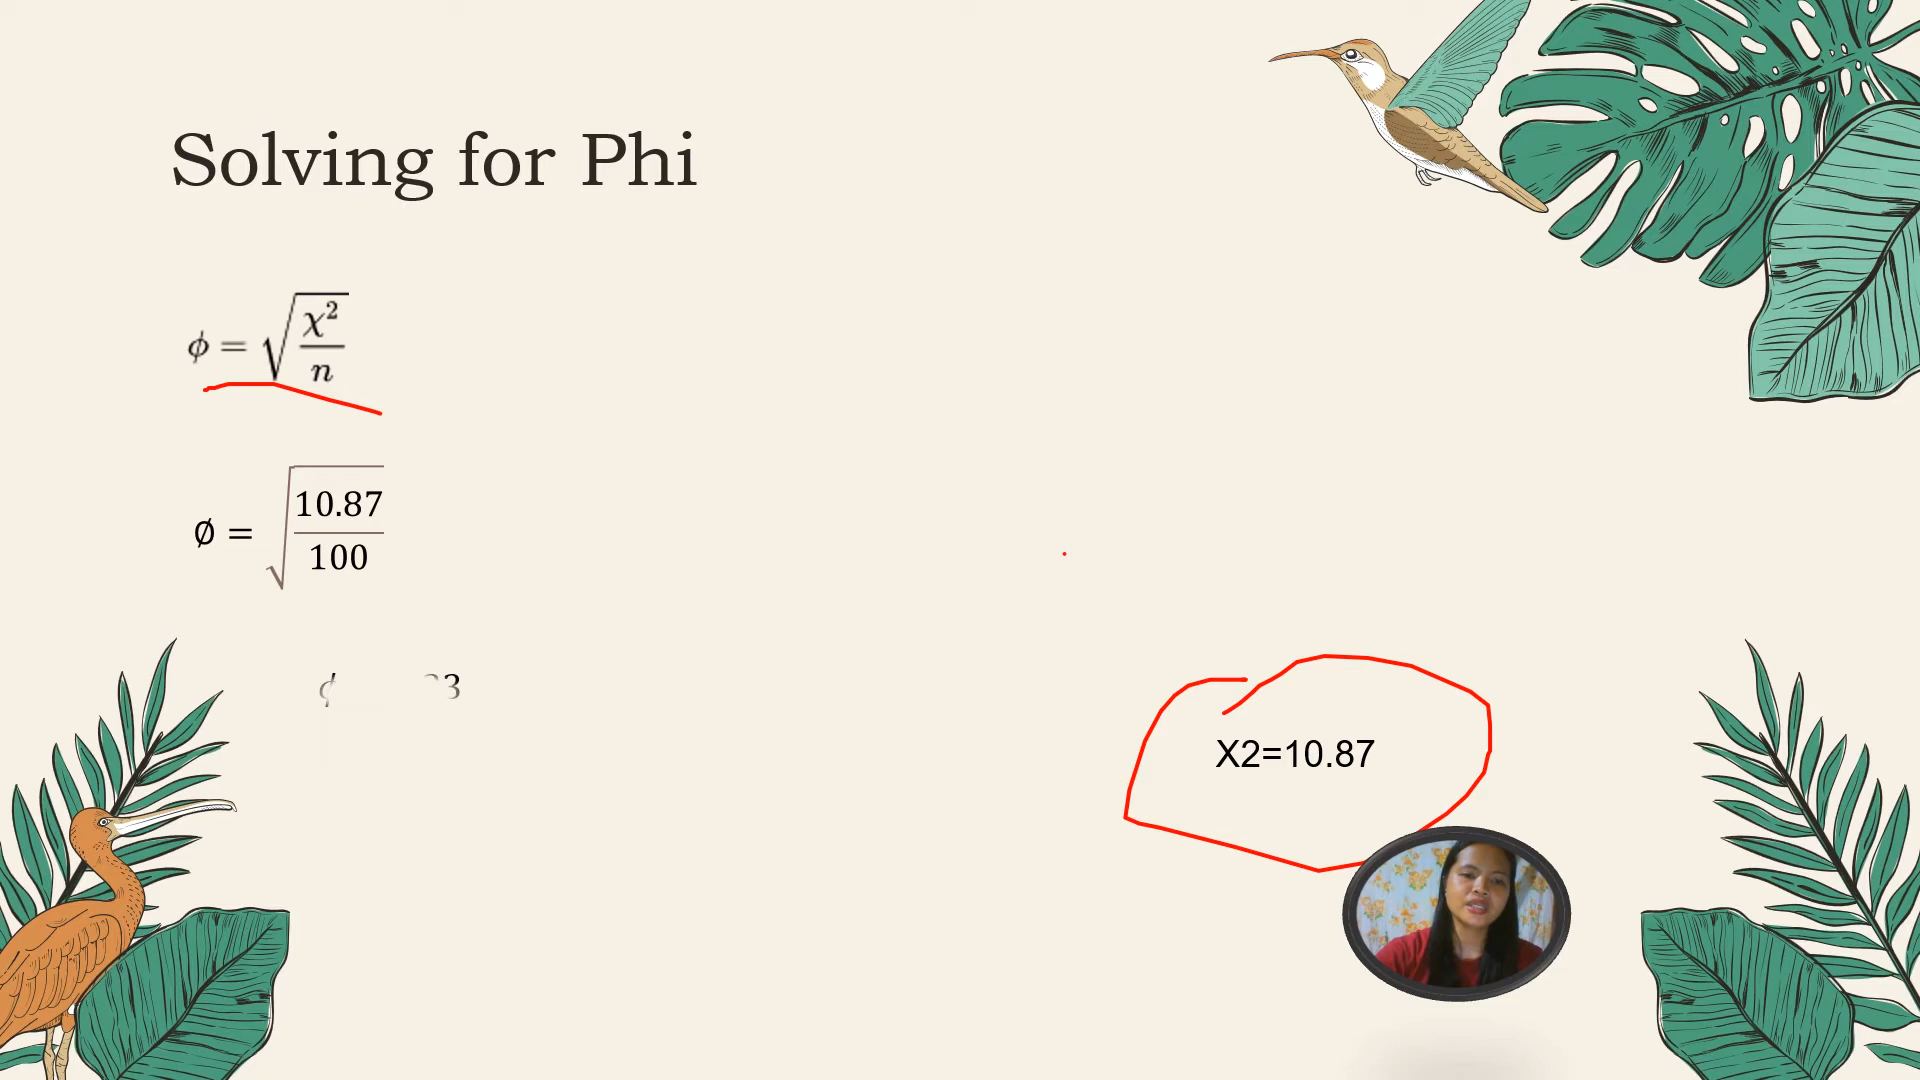 Solving for Phi
ϕ = √(χ²/n)
∅ = √(10.87/100)
X2=10.87